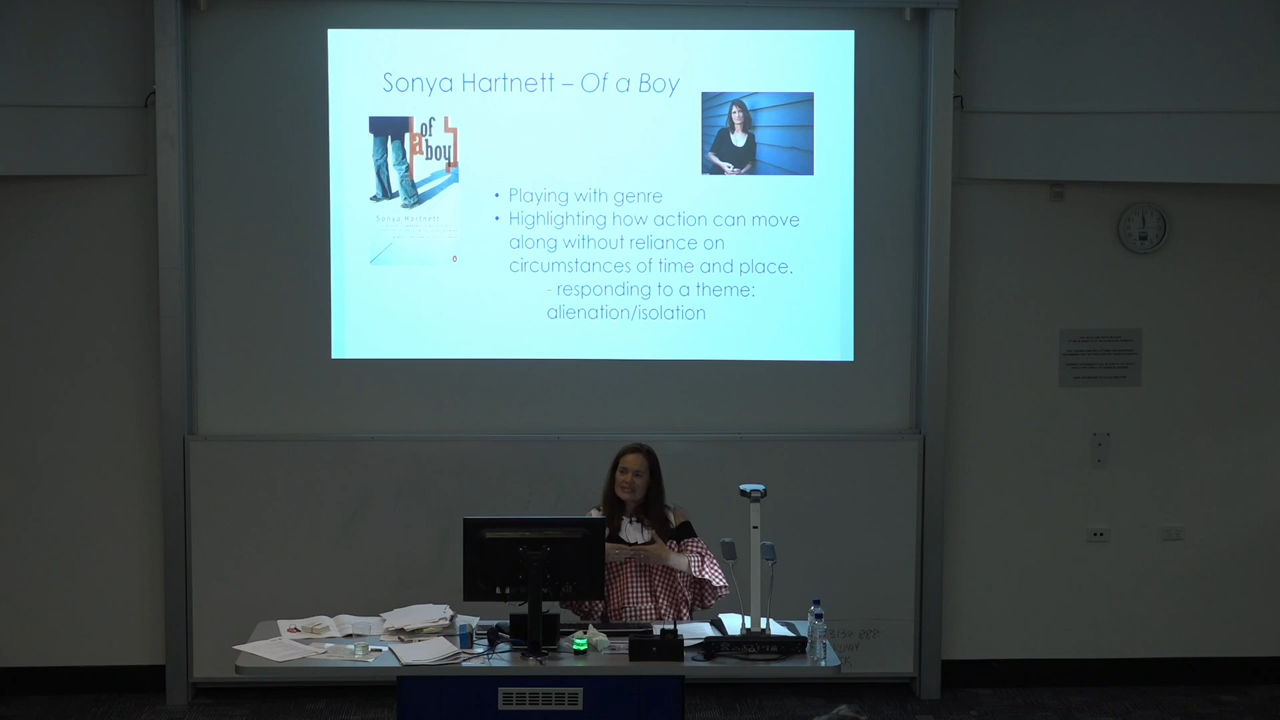 Sonya Hartnett – Of a Boy
of
a
boy
Sonya Hartnett
• Playing with genre
• Highlighting how action can move
along without reliance on
circumstances of time and place.
- responding to a theme:
alienation/isolation